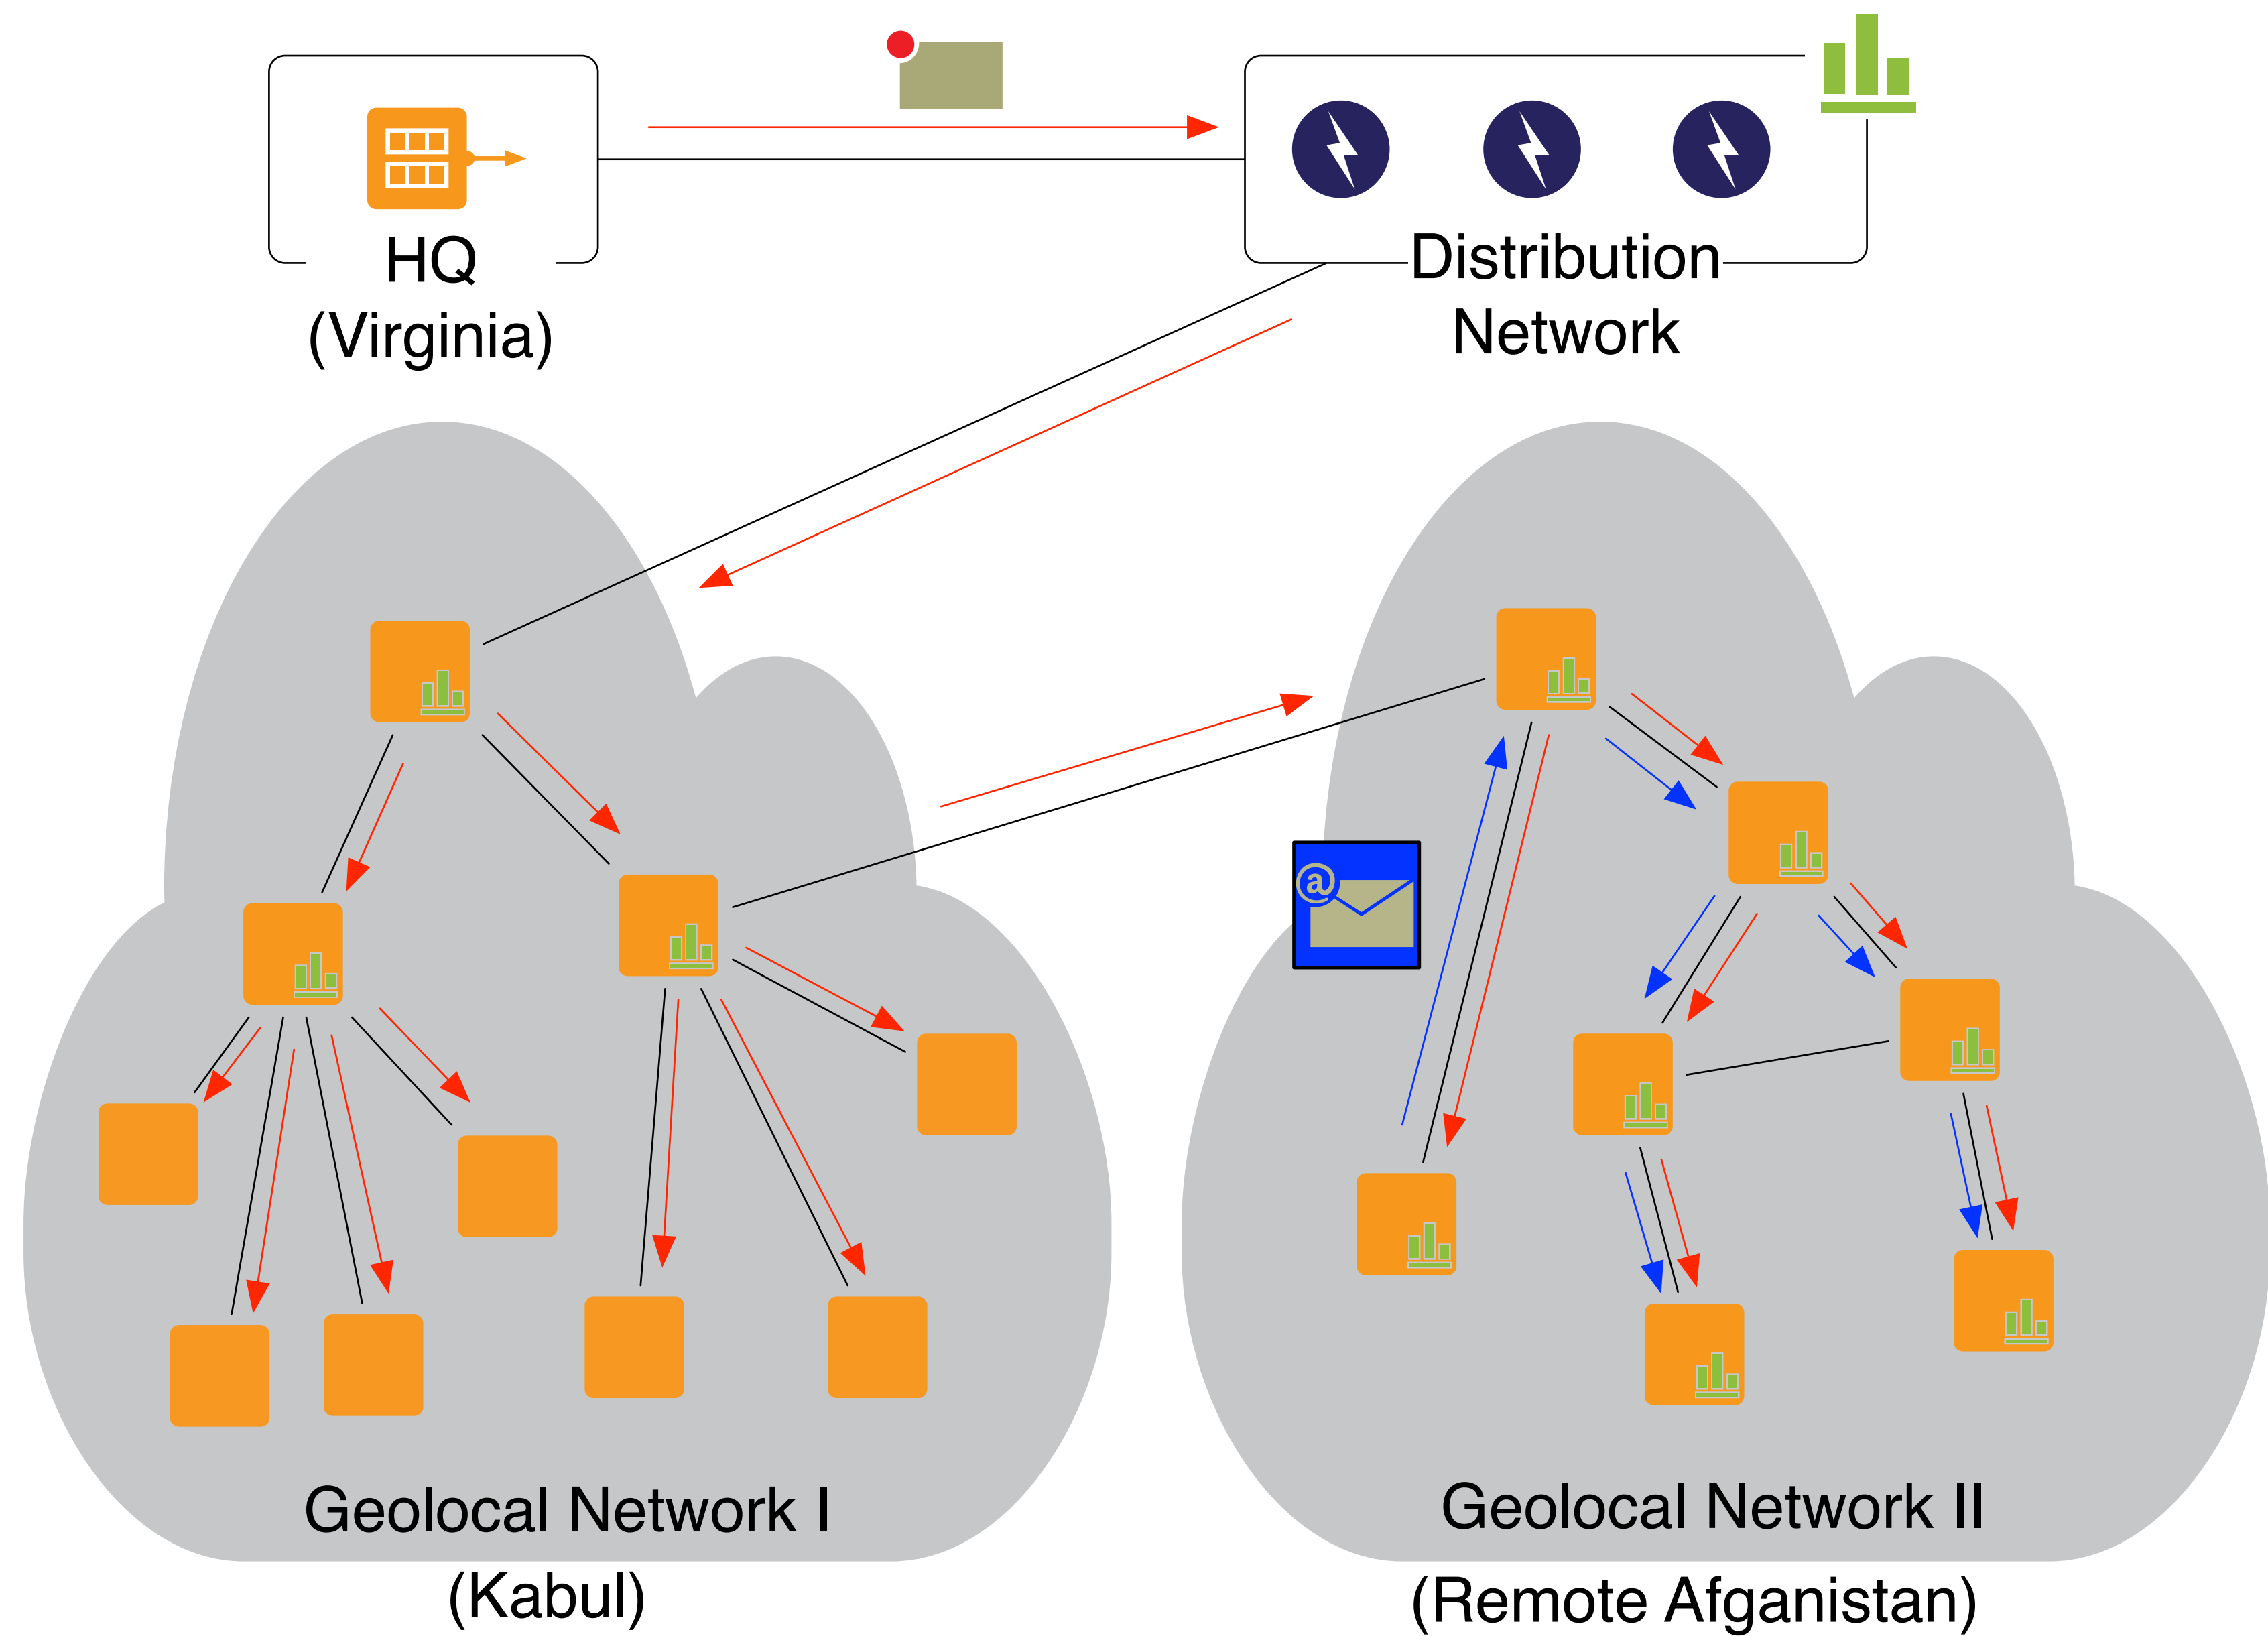 HQ
(Virginia)
Distribution
Network
@
Geolocal Network I
(Kabul)
Geolocal Network II
(Remote Afganistan)